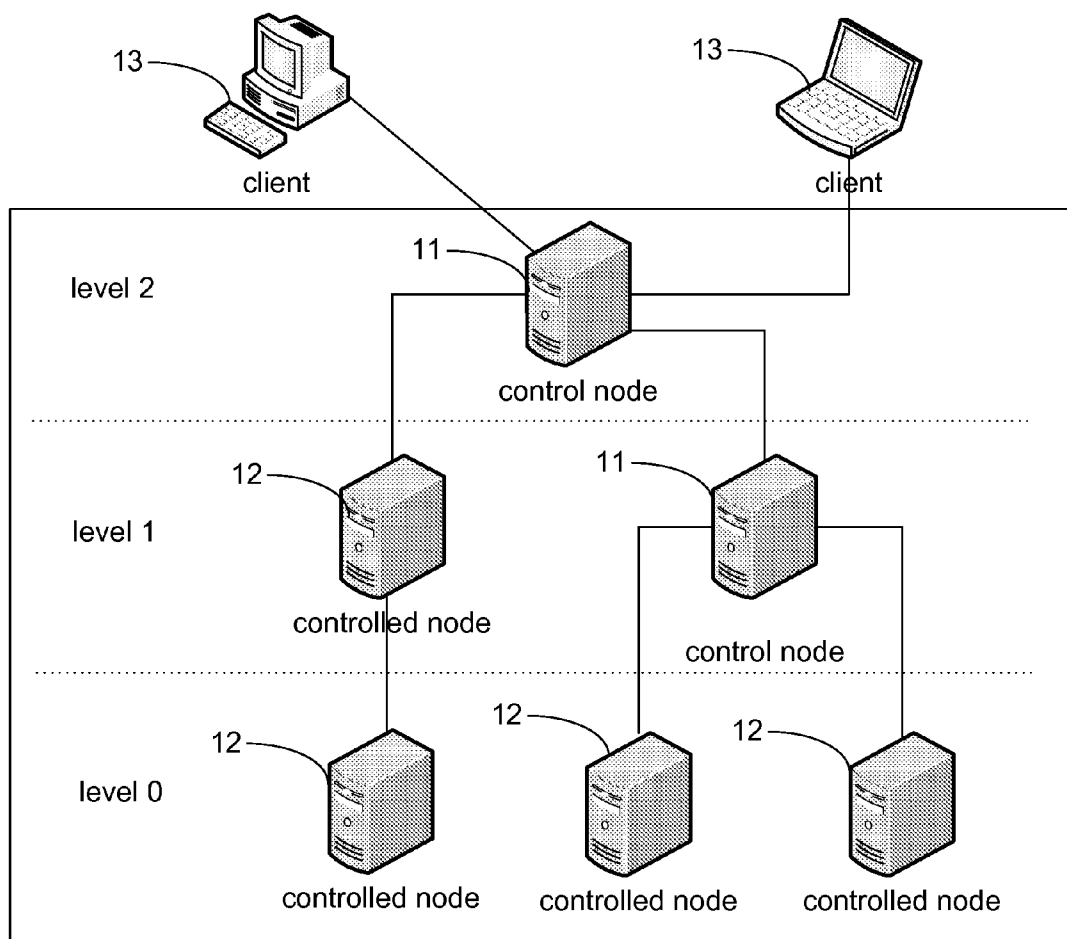 13
13
client
client
11
level 2
control node
12
11
level 1
controlled node
control node
12
12
12
level 0
controlled node
controlled node
controlled node